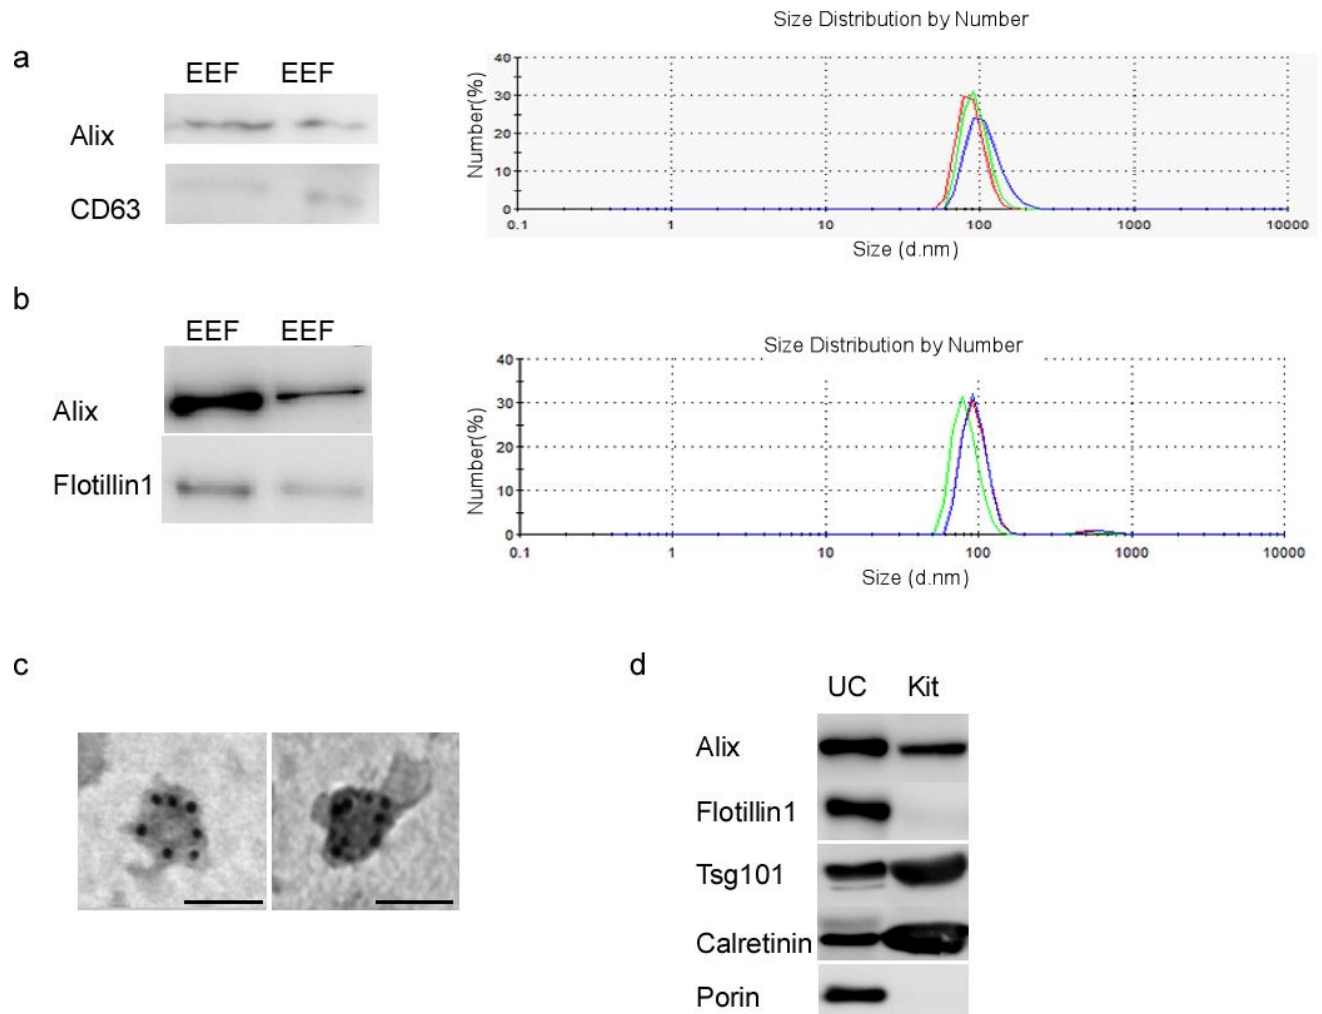 a
EEF EEF
Alix
CD63
Size Distribution by Number
Number(%)
40
30
20
10
0
0.1 1 10 100 1000 10000
Size (d.nm)
b
EEF EEF
Alix
Flotillin1
Size Distribution by Number
Number(%)
40
30
20
10
0
0.1 1 10 100 1000 10000
Size (d.nm)
c
d
UC Kit
Alix
Flotillin1
Tsg101
Calretinin
Porin